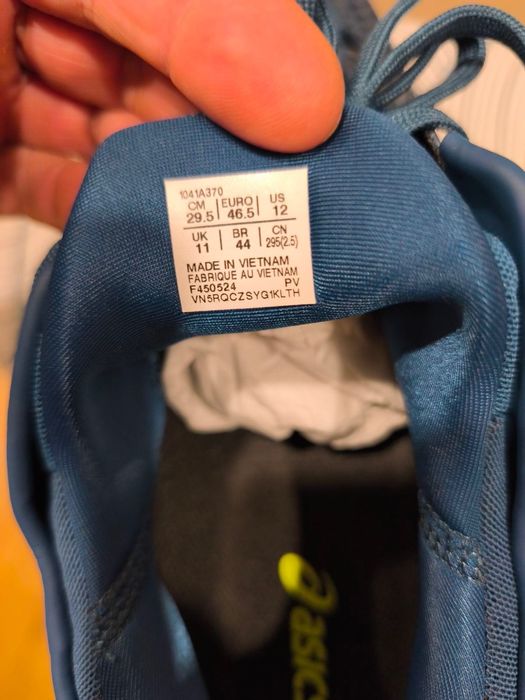 1041A370
CM EURO US
29.5 46.5 12
UK BR CN
11 44 295(2.5)
MADE IN VIETNAM
FABRIQUE AU VIETNAM
F450524 PV
VN5RQCZSYG1KLTH
asic